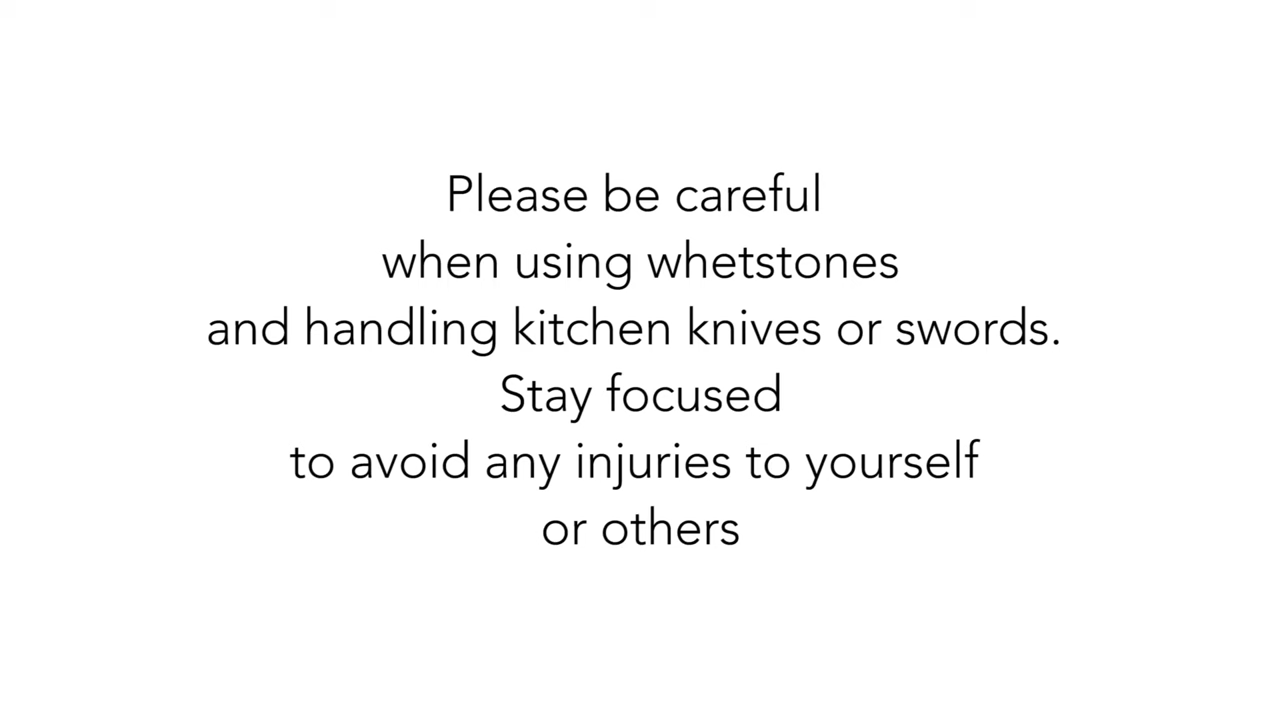 Please be careful
when using whetstones
and handling kitchen knives or swords.
Stay focused
to avoid any injuries to yourself
or others